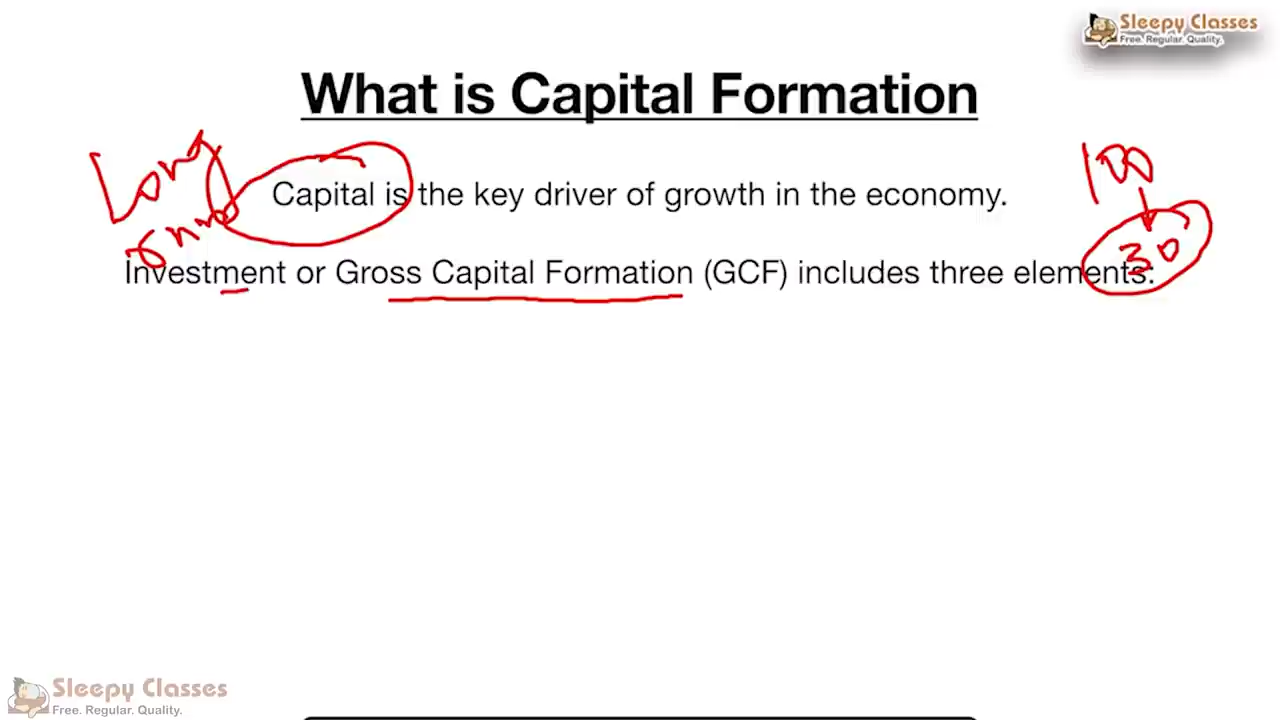 Sleepy Classes
Free. Regular. Quality.
What is Capital Formation
Long
100
Capital is the key driver of growth in the economy.
30
Investment or Gross Capital Formation (GCF) includes three elements:
Sleepy Classes
Free. Regular. Quality.